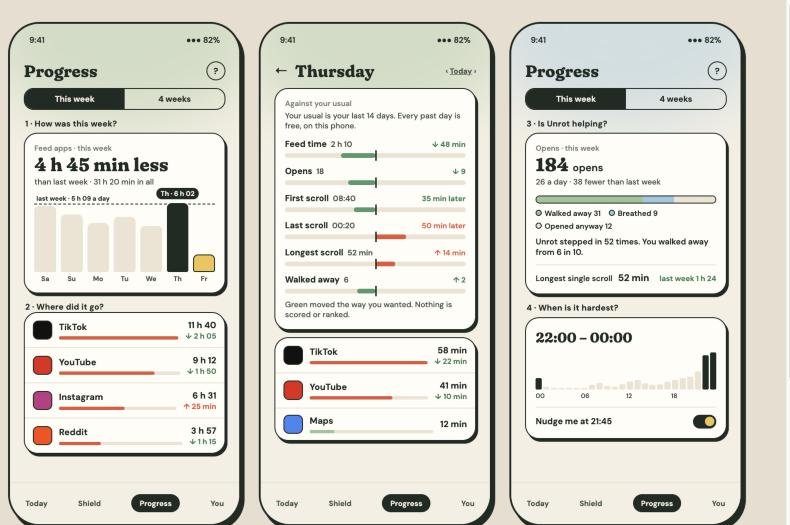 9:41
●●● 82%
Progress
?
This week
4 weeks
1 · How was this week?
Feed apps · this week
4 h 45 min less
than last week · 31 h 20 min in all
Th · 6 h 02
last week · 5 h 09 a day
Sa Su Mo Tu We Th Fr
2 · Where did it go?
TikTok 11 h 40
↓ 2 h 05
YouTube 9 h 12
↓ 1 h 50
Instagram 6 h 31
↑ 25 min
Reddit 3 h 57
↓ 1 h 15
Today Shield Progress You
9:41
●●● 82%
← Thursday ‹ Today ›
Against your usual
Your usual is your last 14 days. Every past day is
free, on this phone.
Feed time 2 h 10 ↓ 48 min
Opens 18 ↓ 9
First scroll 08:40 35 min later
Last scroll 00:20 50 min later
Longest scroll 52 min ↑ 14 min
Walked away 6 ↑ 2
Green moved the way you wanted. Nothing is
scored or ranked.
TikTok 58 min
↓ 22 min
YouTube 41 min
↓ 10 min
Maps 12 min
Today Shield Progress You
9:41
●●● 82%
Progress
?
This week
4 weeks
3 · Is Unrot helping?
Opens · this week
184 opens
26 a day · 38 fewer than last week
Walked away 31 Breathed 9
Opened anyway 12
Unrot stepped in 52 times. You walked away
from 6 in 10.
Longest single scroll 52 min last week 1 h 24
4 · When is it hardest?
22:00 – 00:00
00 06 12 18
Nudge me at 21:45
Today Shield Progress You